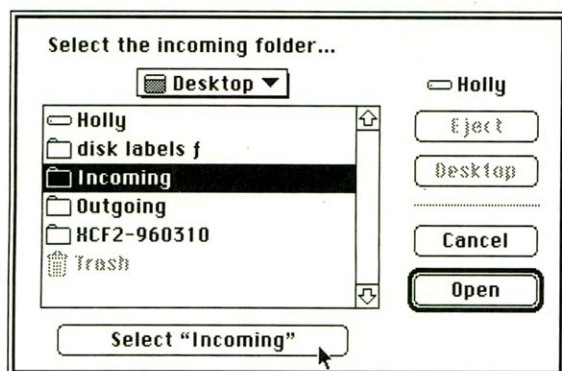 Select the incoming folder...
Desktop
Holly
disk labels ƒ
Incoming
Outgoing
XCF2-960310
Trash
Select “Incoming”
Holly
Eject
Desktop
Cancel
Open